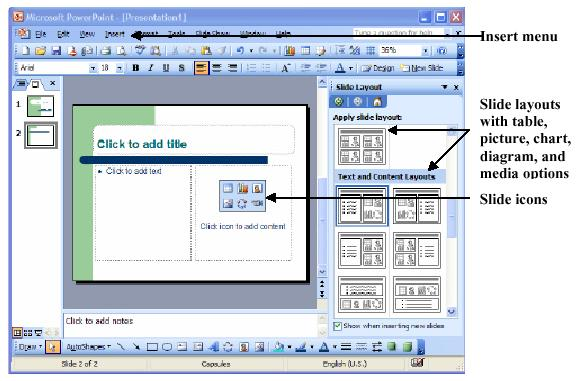 Microsoft PowerPoint - [Presentation1]
File Edit View Insert Format Tools Slide Show Window Help
Type a question for help
Insert menu
36%
Arial
18
B I U S
Design
New Slide
Slide Layout
Apply slide layout:
1
2
Click to add title
Click to add text
Click icon to add content
Text and Content Layouts
Slide layouts
with table,
picture, chart,
diagram, and
media options
Slide icons
Click to add notes
Show when inserting new slides
Draw
AutoShapes
Slide 2 of 2
Capsules
English (U.S.)